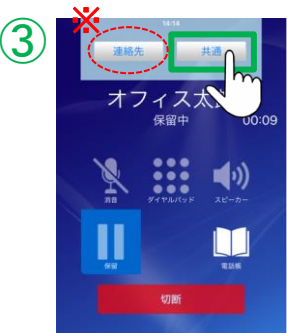 ③
※
14:14
連絡先 共通
オフィス太
保留中
00:09
消音 ダイヤルパッド スピーカー
保留 電話帳
切断